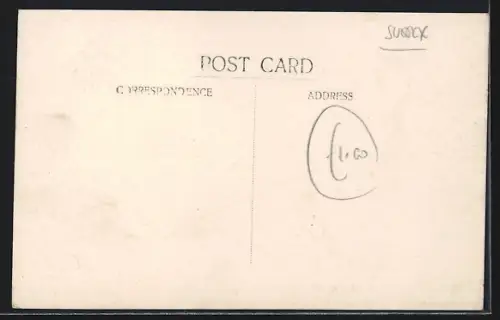 SUSSEX
POST CARD
CORRESPONDENCE
ADDRESS
£1.00